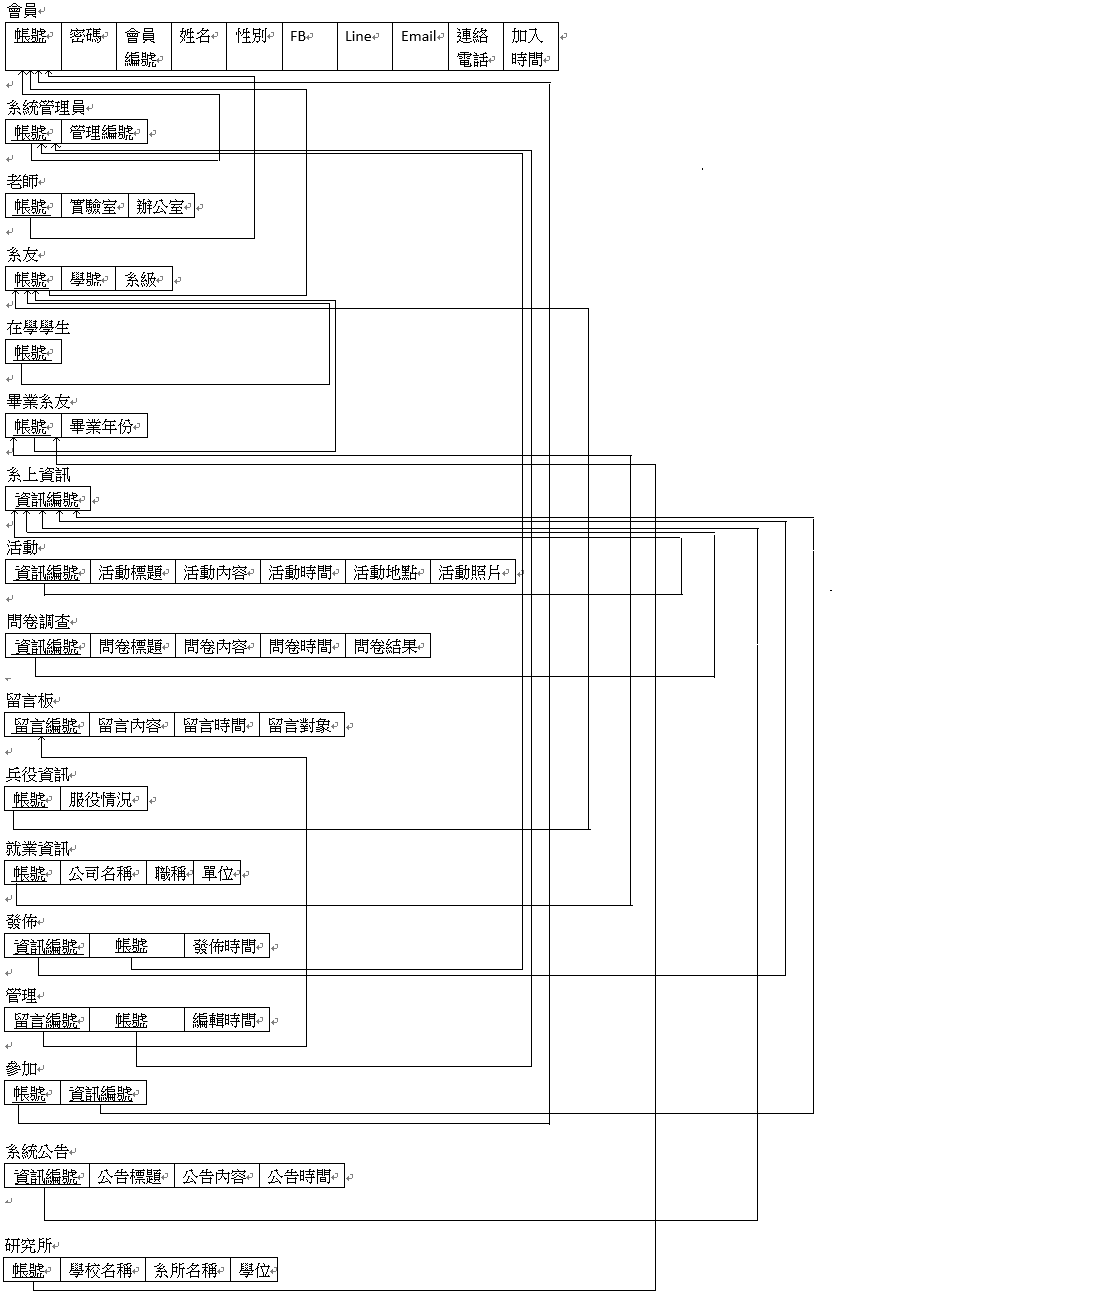 會員
帳號 密碼 會員編號 姓名 性別 FB Line Email 連絡電話 加入時間
系統管理員
帳號 管理編號
老師
帳號 實驗室 辦公室
系友
帳號 學號 系級
在學學生
帳號
畢業系友
帳號 畢業年份
系上資訊
資訊編號
活動
資訊編號 活動標題 活動內容 活動時間 活動地點 活動照片
問卷調查
資訊編號 問卷標題 問卷內容 問卷時間 問卷結果
留言板
留言編號 留言內容 留言時間 留言對象
兵役資訊
帳號 服役情況
就業資訊
帳號 公司名稱 職稱 單位
發佈
資訊編號 帳號 發佈時間
管理
留言編號 帳號 編輯時間
參加
帳號 資訊編號
系統公告
資訊編號 公告標題 公告內容 公告時間
研究所
帳號 學校名稱 系所名稱 學位